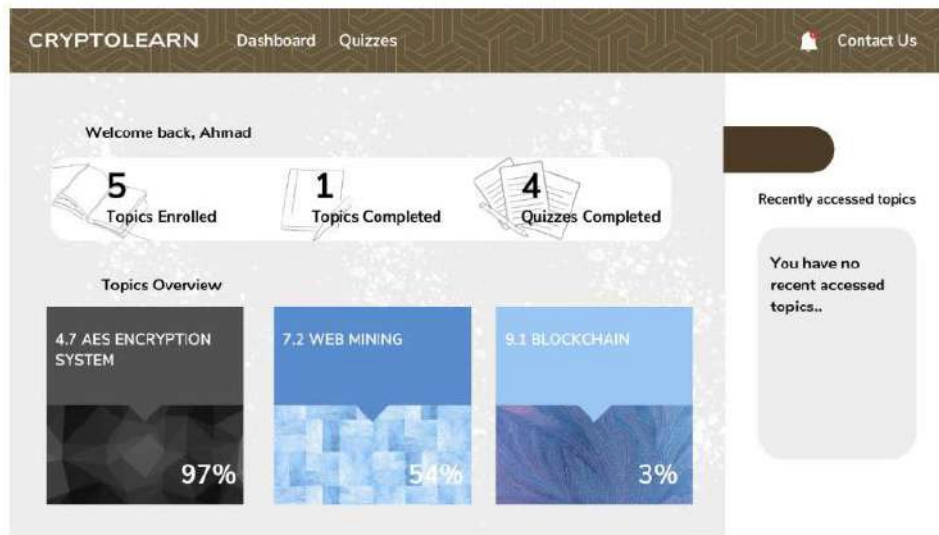 CRYPTOLEARN Dashboard Quizzes Contact Us
Welcome back, Ahmad
5
Topics Enrolled
1
Topics Completed
4
Quizzes Completed
Topics Overview
4.7 AES ENCRYPTION
SYSTEM
97%
7.2 WEB MINING
54%
9.1 BLOCKCHAIN
3%
Recently accessed topics
You have no
recent accessed
topics..